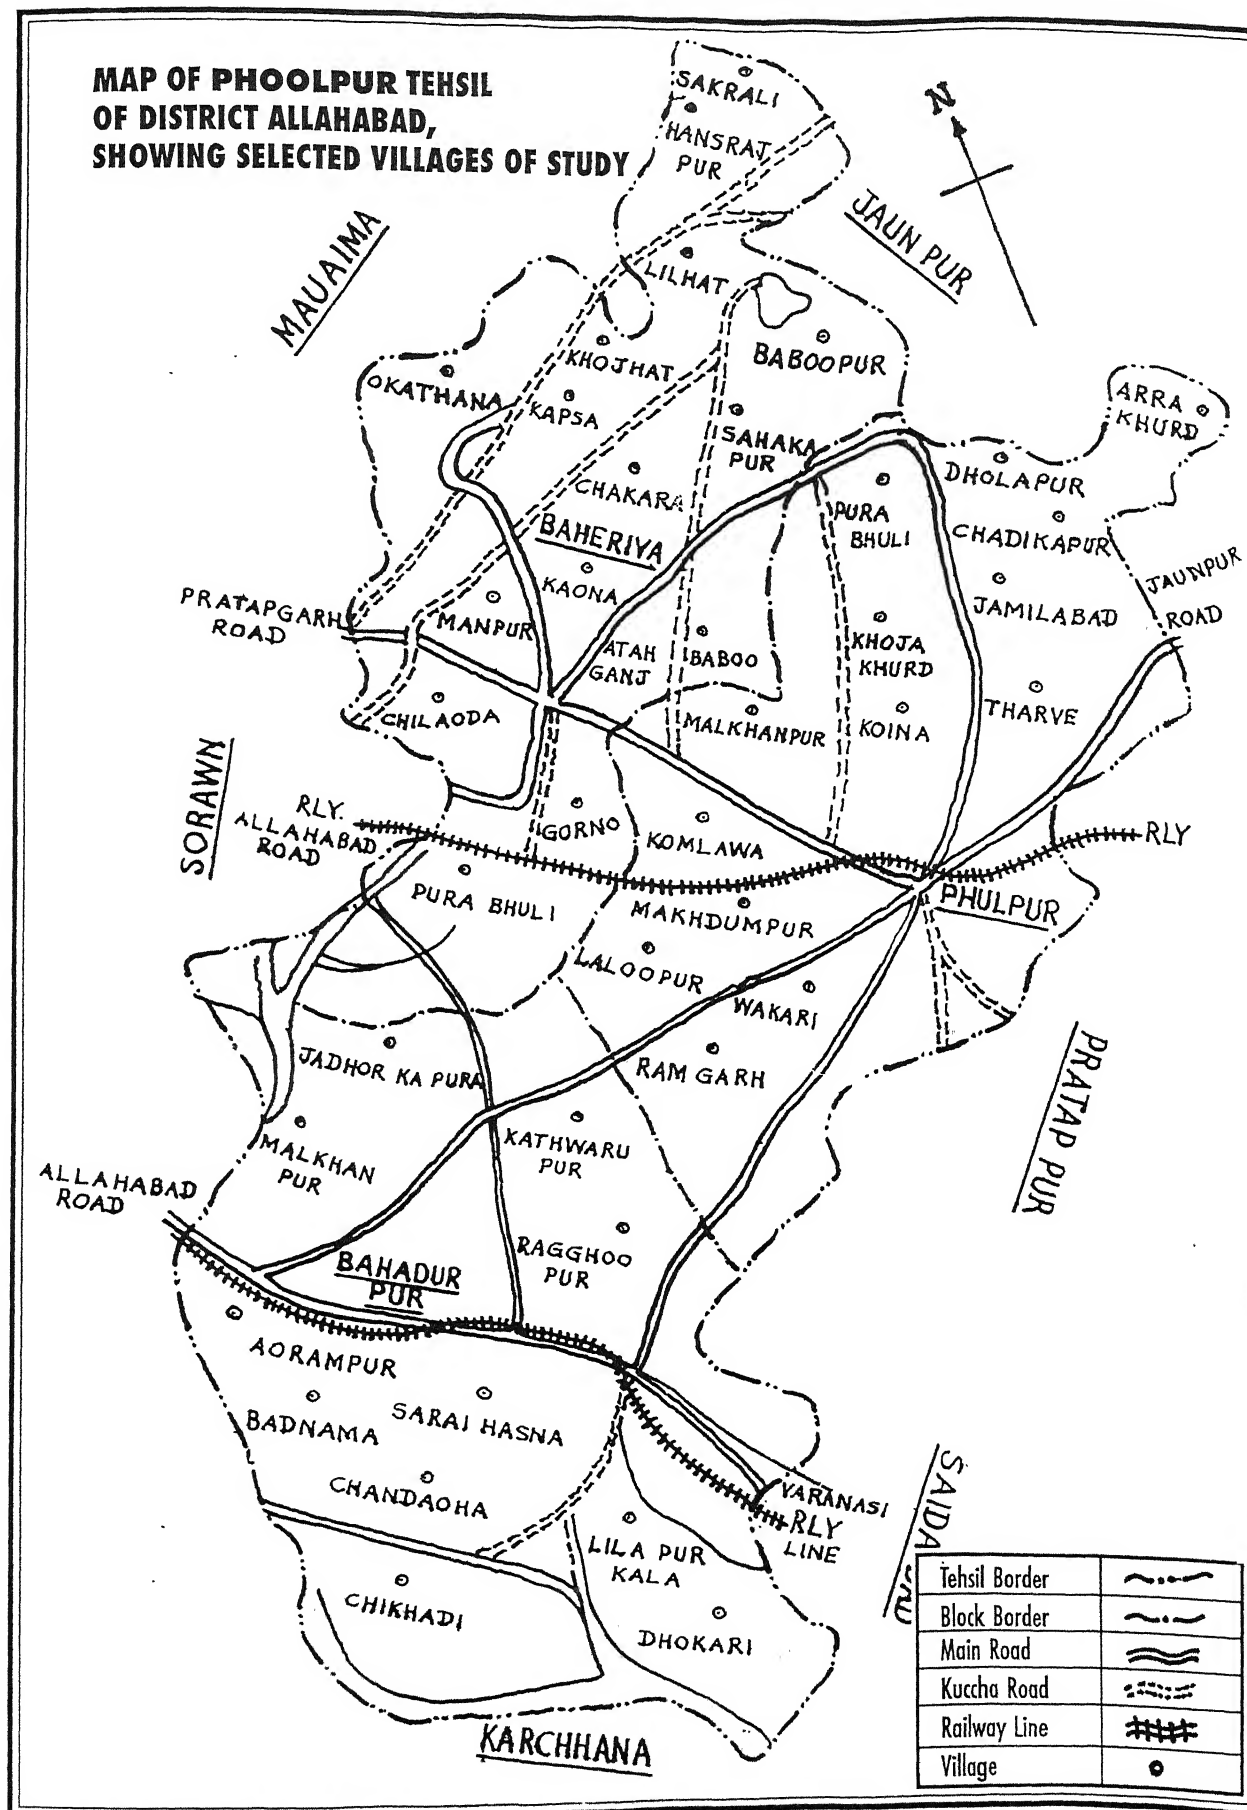 MAP OF PHOOLPUR TEHSIL
OF DISTRICT ALLAHABAD,
SHOWING SELECTED VILLAGES OF STUDY
N
SAKRALI
HANSRAJ
PUR
JAUNPUR
MAUAIMA
LILHAT
BABOOPUR
KHOJHAT
OKATHANA
KAPSA
ARRA
KHURD
SAHAKA
PUR
DHOLAPUR
CHAKARA
PURA
BHULI
BAHERIYA
CHADIKAPUR
KAONA
JAUNPUR
ROAD
JAMILABAD
PRATAPGARH
ROAD
MANPUR
ATAH
GANJ
BABOO
KHOJA
KHURD
CHILAODA
MALKHANPUR
KOINA
THARVE
SORAWN
RLY.
ALLAHABAD
ROAD
GORNO
KOMLAWA
RLY
PURA BHULI
MAKHDUMPUR
PHULPUR
LALOOPUR
WAKARI
JADHOR KA PURA
RAM GARH
PRATAP PUR
MALKHAN
PUR
KATHWARU
PUR
ALLAHABAD
ROAD
RAGGHOO
PUR
BAHADUR
PUR
AORAMPUR
BADNAMA
SARAI HASNA
CHANDAOHA
VARANASI
RLY
LINE
SAIDA
LILA PUR
KALA
CHIKHADI
DHOKARI
KARCHHANA
Tehsil Border
Block Border
Main Road
Kuccha Road
Railway Line
Village